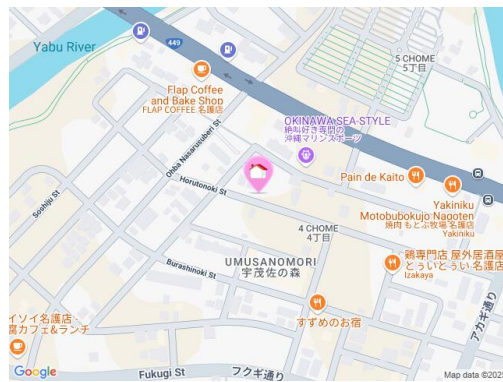 Yabu River
449
5 CHOME
5丁目
Flap Coffee
and Bake Shop
FLAP COFFEE 名護店
Ohba Nasarusuberi St
OKINAWA SEA-STYLE
絶叫好き専門の
沖縄マリンスポーツ
Horutonoki St
Pain de Kaito
Yakiniku
Motobubokujo Nagoten
焼肉 もとぶ牧場 名護店
Yakiniku
Soshiju St
4 CHOME
4丁目
UMUSANOMORI
宇茂佐の森
鶏専門店 屋外居酒屋
とぅいとぅい 名護店
Izakaya
Burashinoki St
すずめのお宿
アカギ通り
イソイ名護店 -
腐カフェ&ランチ
Fukugi St
フクギ通り
Google
Map data ©2025